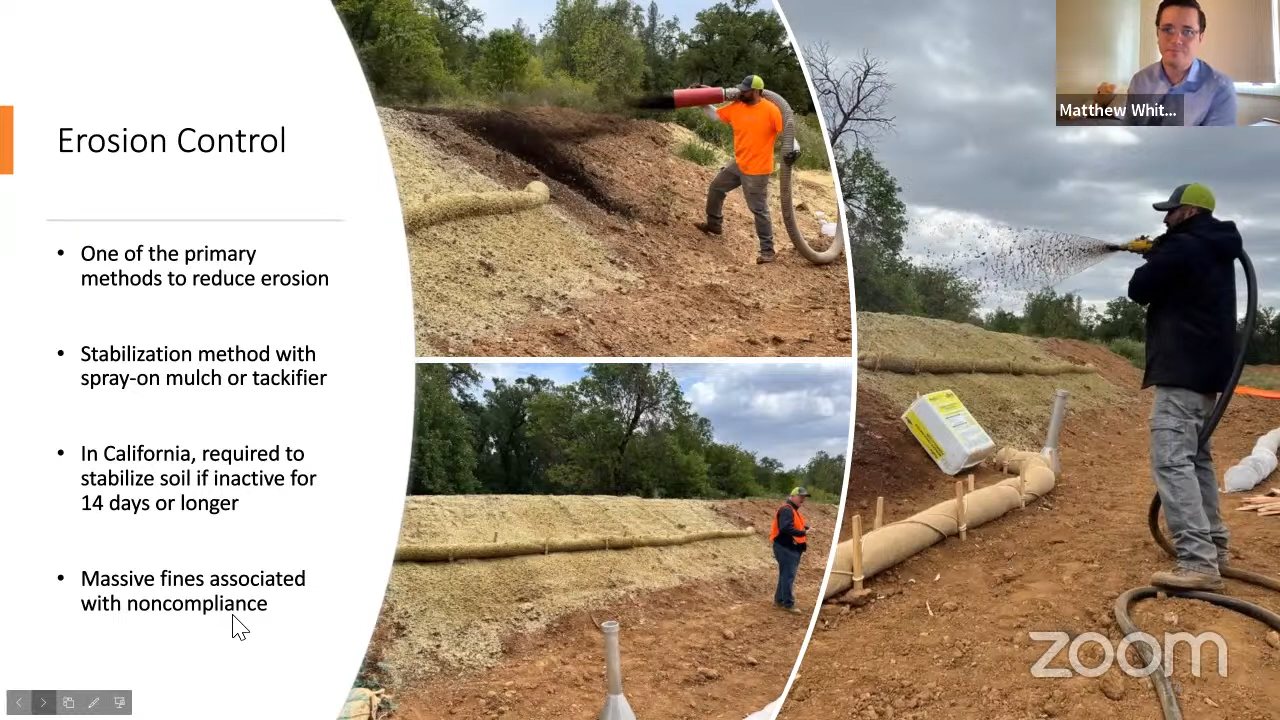 Erosion Control
• One of the primary
methods to reduce erosion
• Stabilization method with
spray-on mulch or tackifier
• In California, required to
stabilize soil if inactive for
14 days or longer
• Massive fines associated
with noncompliance
Matthew Whit...
zoom